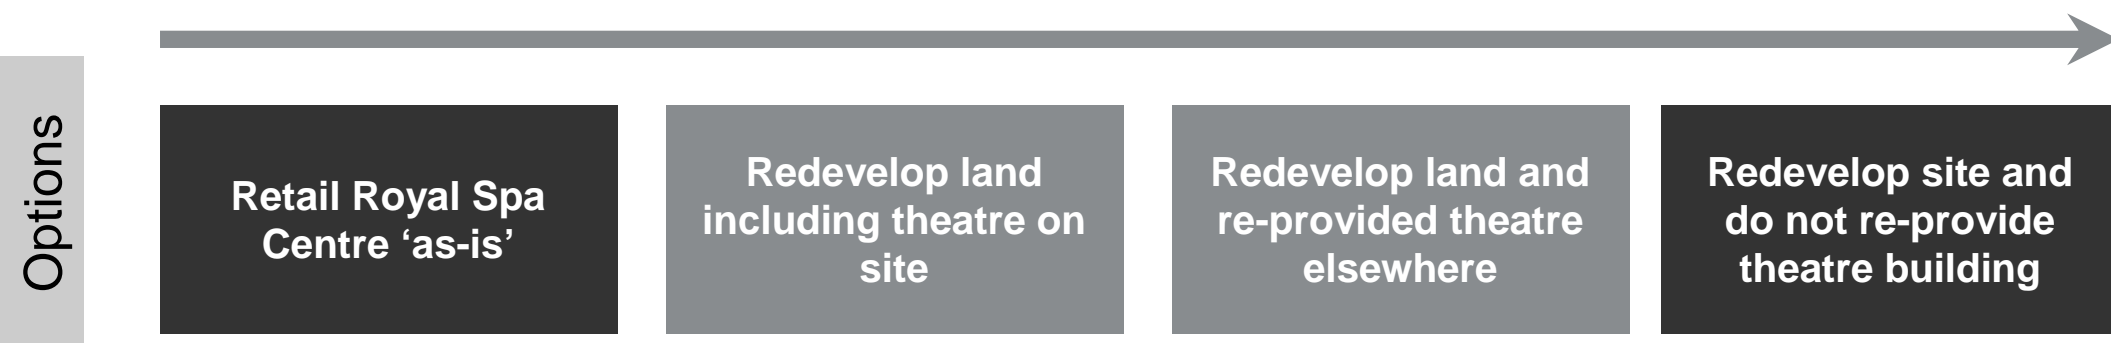 Options
Retail Royal Spa
Centre ‘as-is’
Redevelop land
including theatre on
site
Redevelop land and
re-provided theatre
elsewhere
Redevelop site and
do not re-provide
theatre building